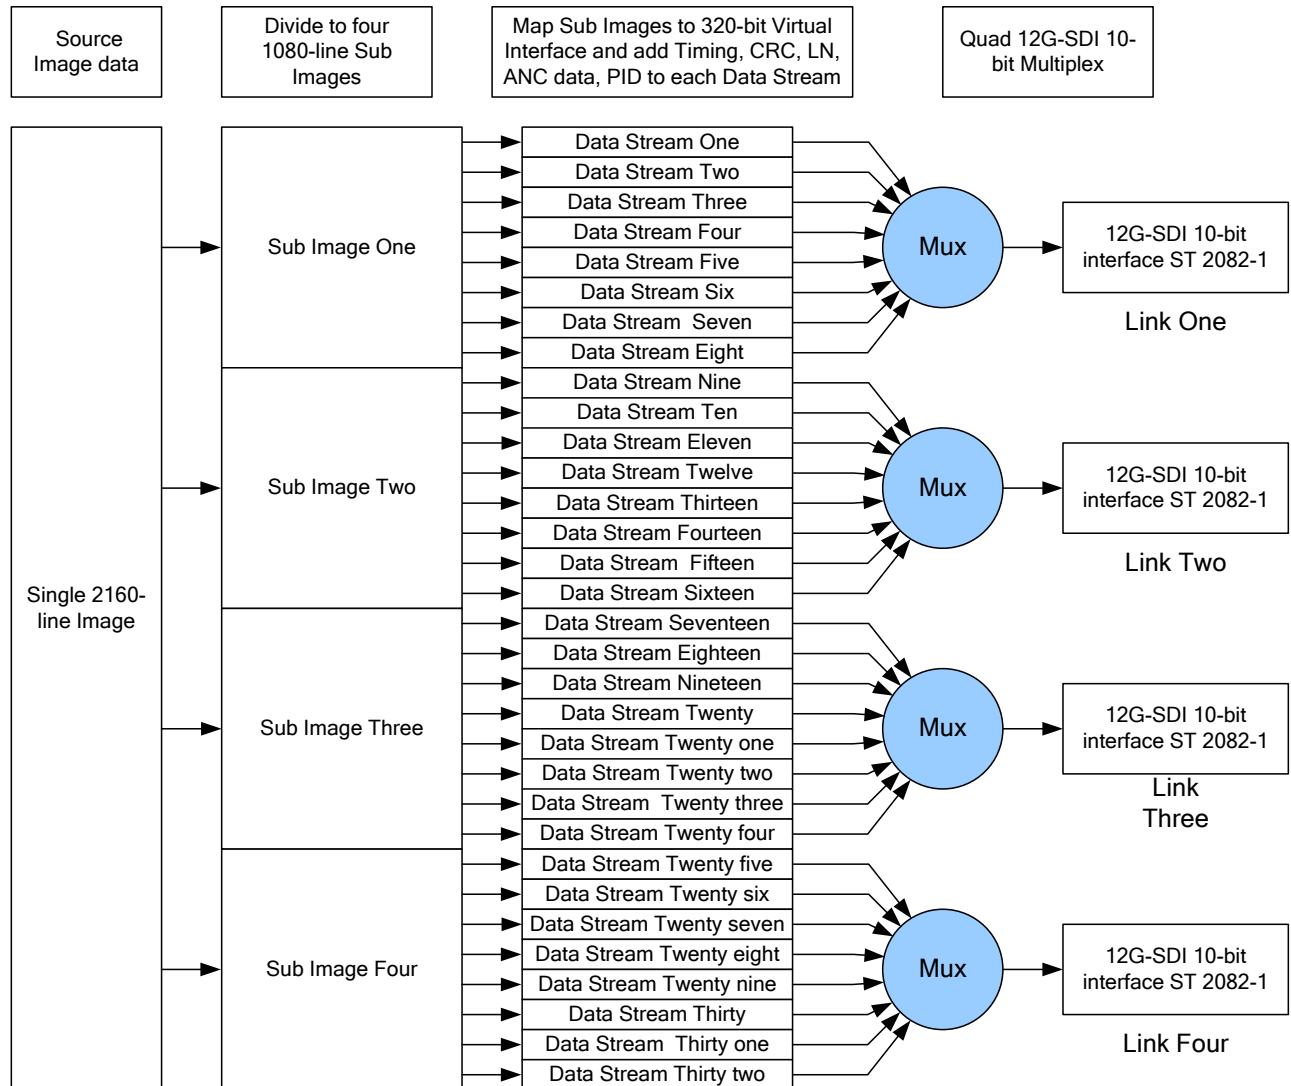 Source
Image data
Divide to four
1080-line Sub
Images
Map Sub Images to 320-bit Virtual
Interface and add Timing, CRC, LN,
ANC data, PID to each Data Stream
Quad 12G-SDI 10-
bit Multiplex
Single 2160-
line Image
Sub Image One
Data Stream One
Data Stream Two
Data Stream Three
Data Stream Four
Data Stream Five
Data Stream Six
Data Stream  Seven
Data Stream Eight
Mux
12G-SDI 10-bit
interface ST 2082-1
Link One
Sub Image Two
Data Stream Nine
Data Stream Ten
Data Stream Eleven
Data Stream Twelve
Data Stream Thirteen
Data Stream Fourteen
Data Stream  Fifteen
Data Stream Sixteen
Mux
12G-SDI 10-bit
interface ST 2082-1
Link Two
Sub Image Three
Data Stream Seventeen
Data Stream Eighteen
Data Stream Nineteen
Data Stream Twenty
Data Stream Twenty one
Data Stream Twenty two
Data Stream  Twenty three
Data Stream Twenty four
Mux
12G-SDI 10-bit
interface ST 2082-1
Link
Three
Sub Image Four
Data Stream Twenty five
Data Stream Twenty six
Data Stream Twenty seven
Data Stream Twenty eight
Data Stream Twenty nine
Data Stream Thirty
Data Stream  Thirty one
Data Stream Thirty two
Mux
12G-SDI 10-bit
interface ST 2082-1
Link Four